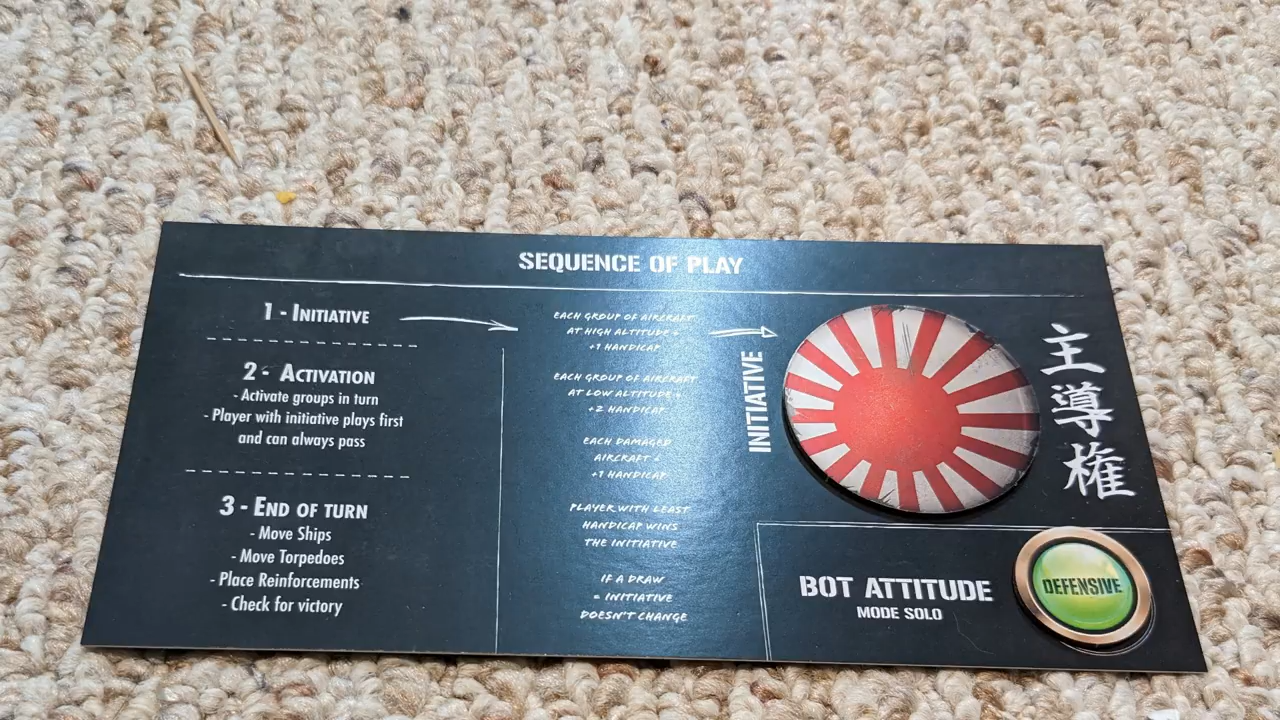 SEQUENCE OF PLAY
1 - INITIATIVE
2 - ACTIVATION
- Activate groups in turn
- Player with initiative plays first
and can always pass
3 - END OF TURN
- Move Ships
- Move Torpedoes
- Place Reinforcements
- Check for victory
EACH GROUP OF AIRCRAFT
AT HIGH ALTITUDE =
+1 HANDICAP
EACH GROUP OF AIRCRAFT
AT LOW ALTITUDE =
+2 HANDICAP
EACH DAMAGED
AIRCRAFT =
+1 HANDICAP
PLAYER WITH LEAST
HANDICAP WINS
THE INITIATIVE
IF A DRAW
= INITIATIVE
DOESN'T CHANGE
INITIATIVE
主導権
BOT ATTITUDE
MODE SOLO
DEFENSIVE